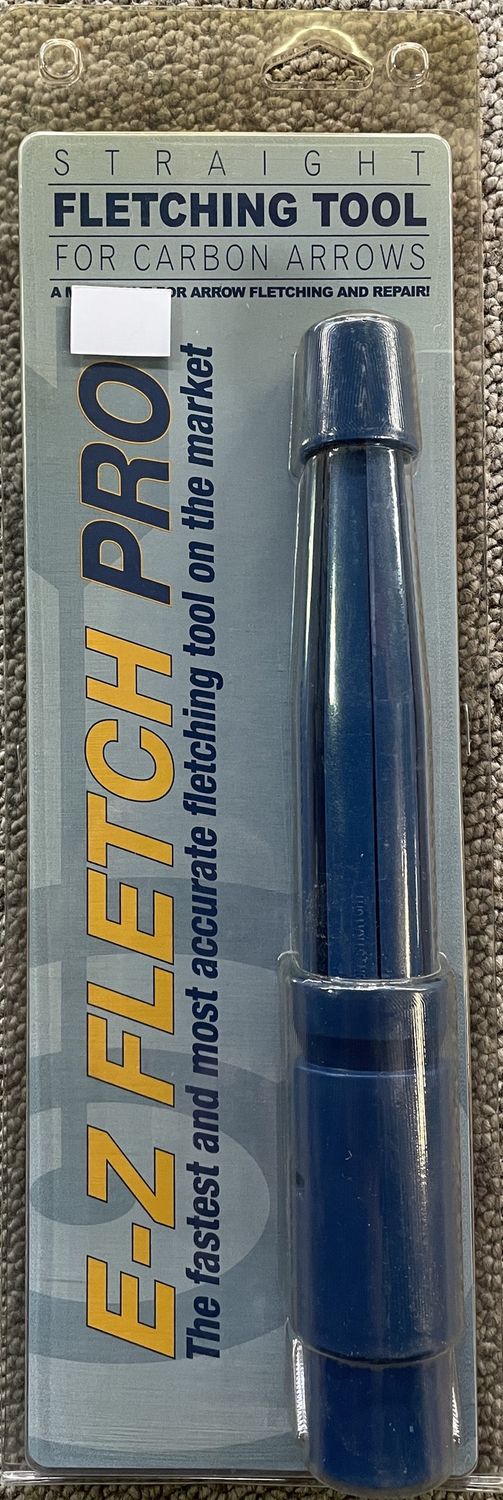 STRAIGHT
FLETCHING TOOL
FOR CARBON ARROWS
A FOR ARROW FLETCHING AND REPAIR!
E-Z FLETCH PRO
The fastest and most accurate fletching tool on the market